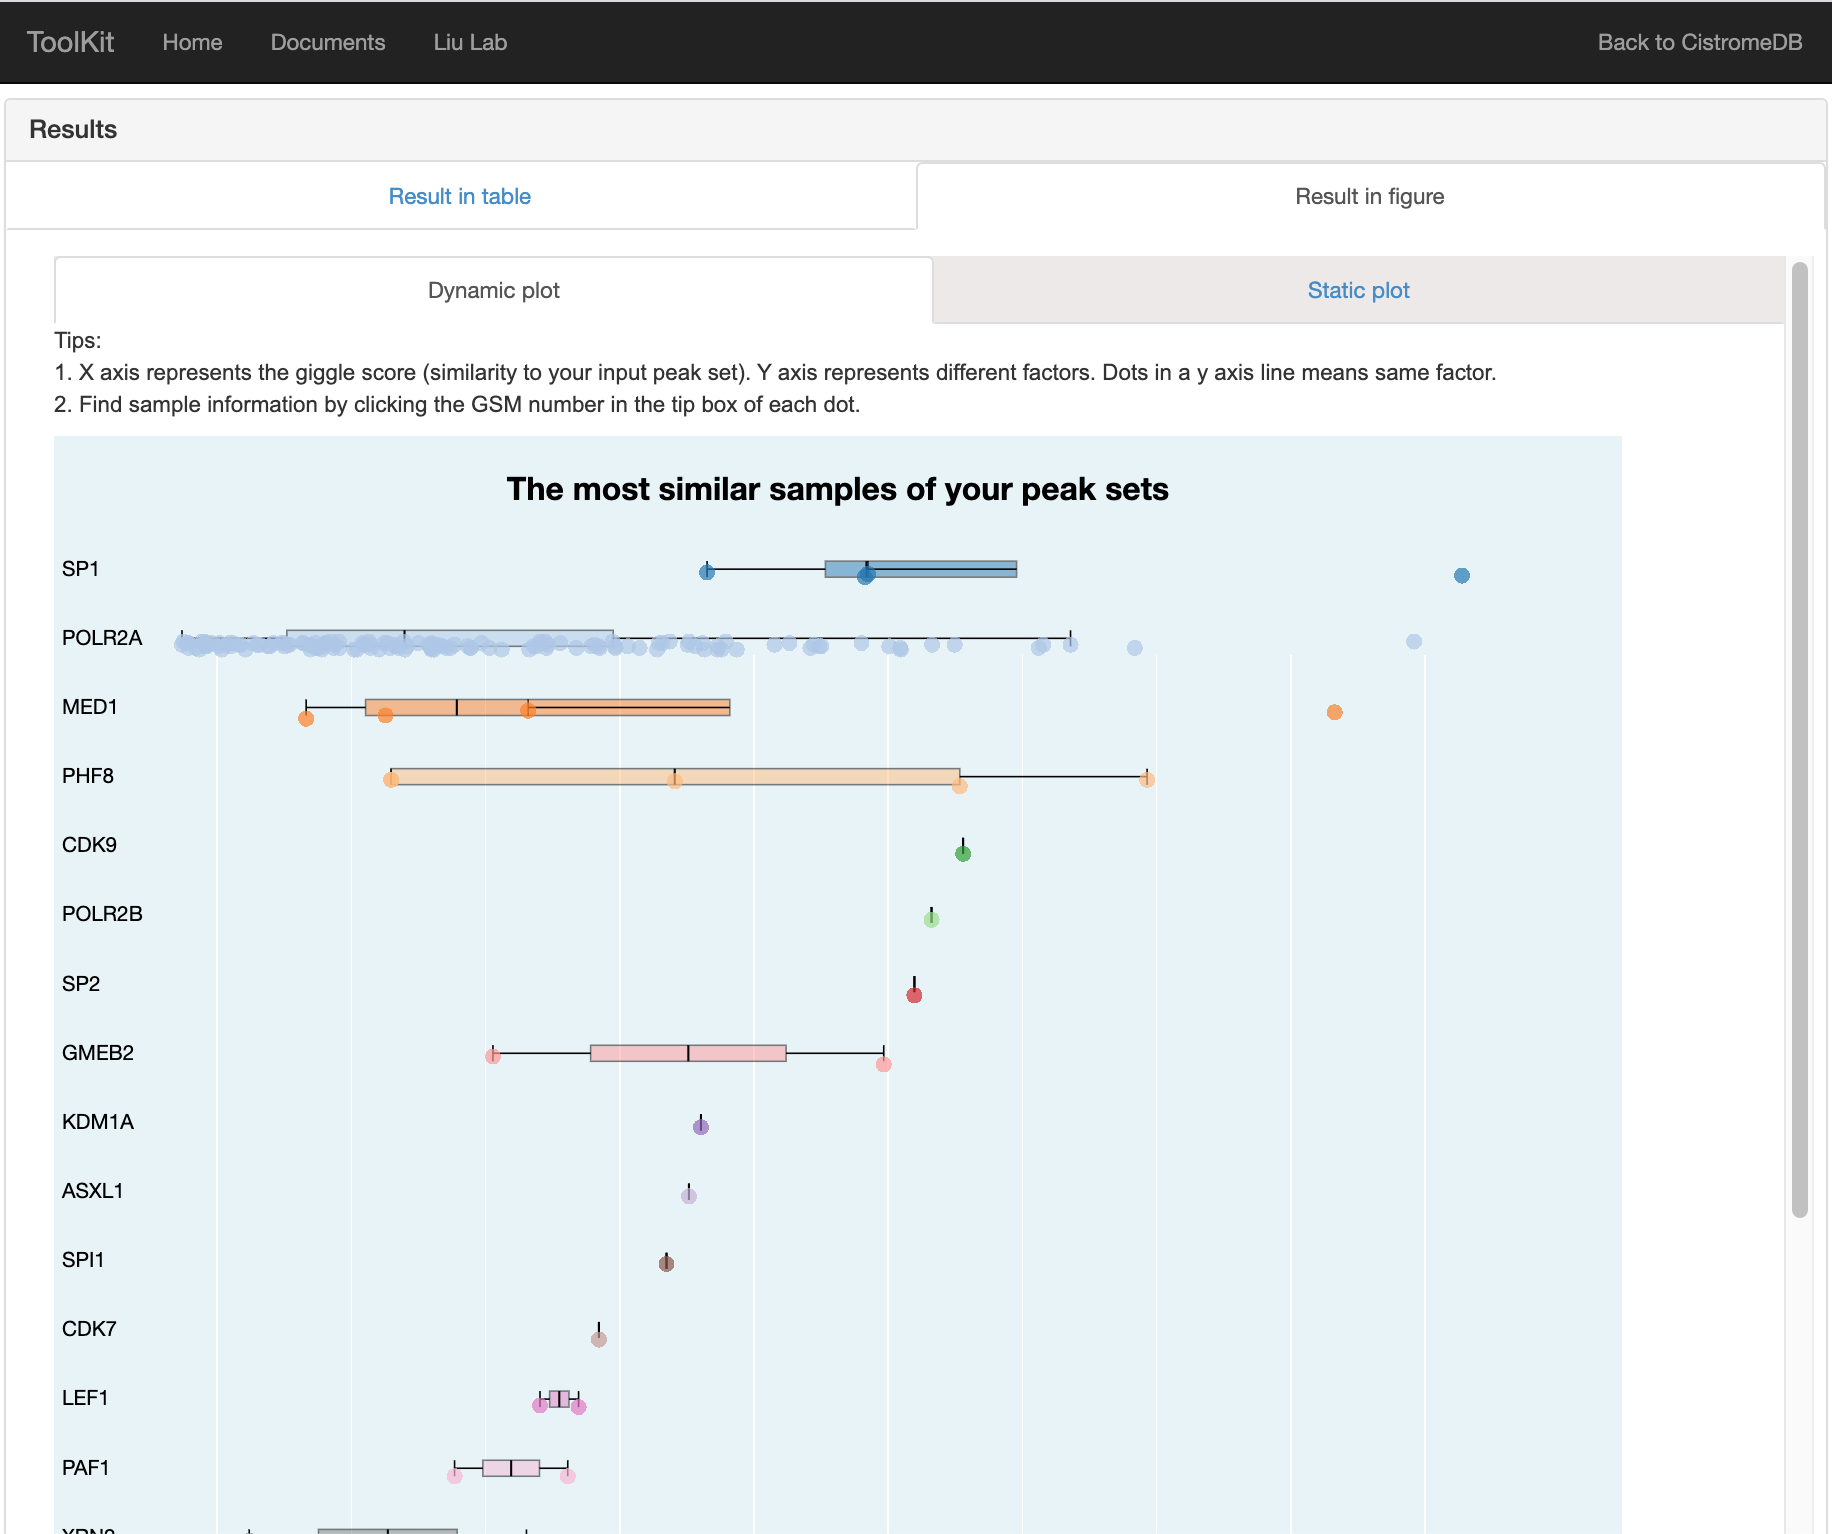 ToolKit Home Documents Liu Lab Back to CistromeDB
Results
Result in table Result in figure
Dynamic plot Static plot
Tips:
1. X axis represents the giggle score (similarity to your input peak set). Y axis represents different factors. Dots in a y axis line means same factor.
2. Find sample information by clicking the GSM number in the tip box of each dot.
The most similar samples of your peak sets
SP1
POLR2A
MED1
PHF8
CDK9
POLR2B
SP2
GMEB2
KDM1A
ASXL1
SPI1
CDK7
LEF1
PAF1